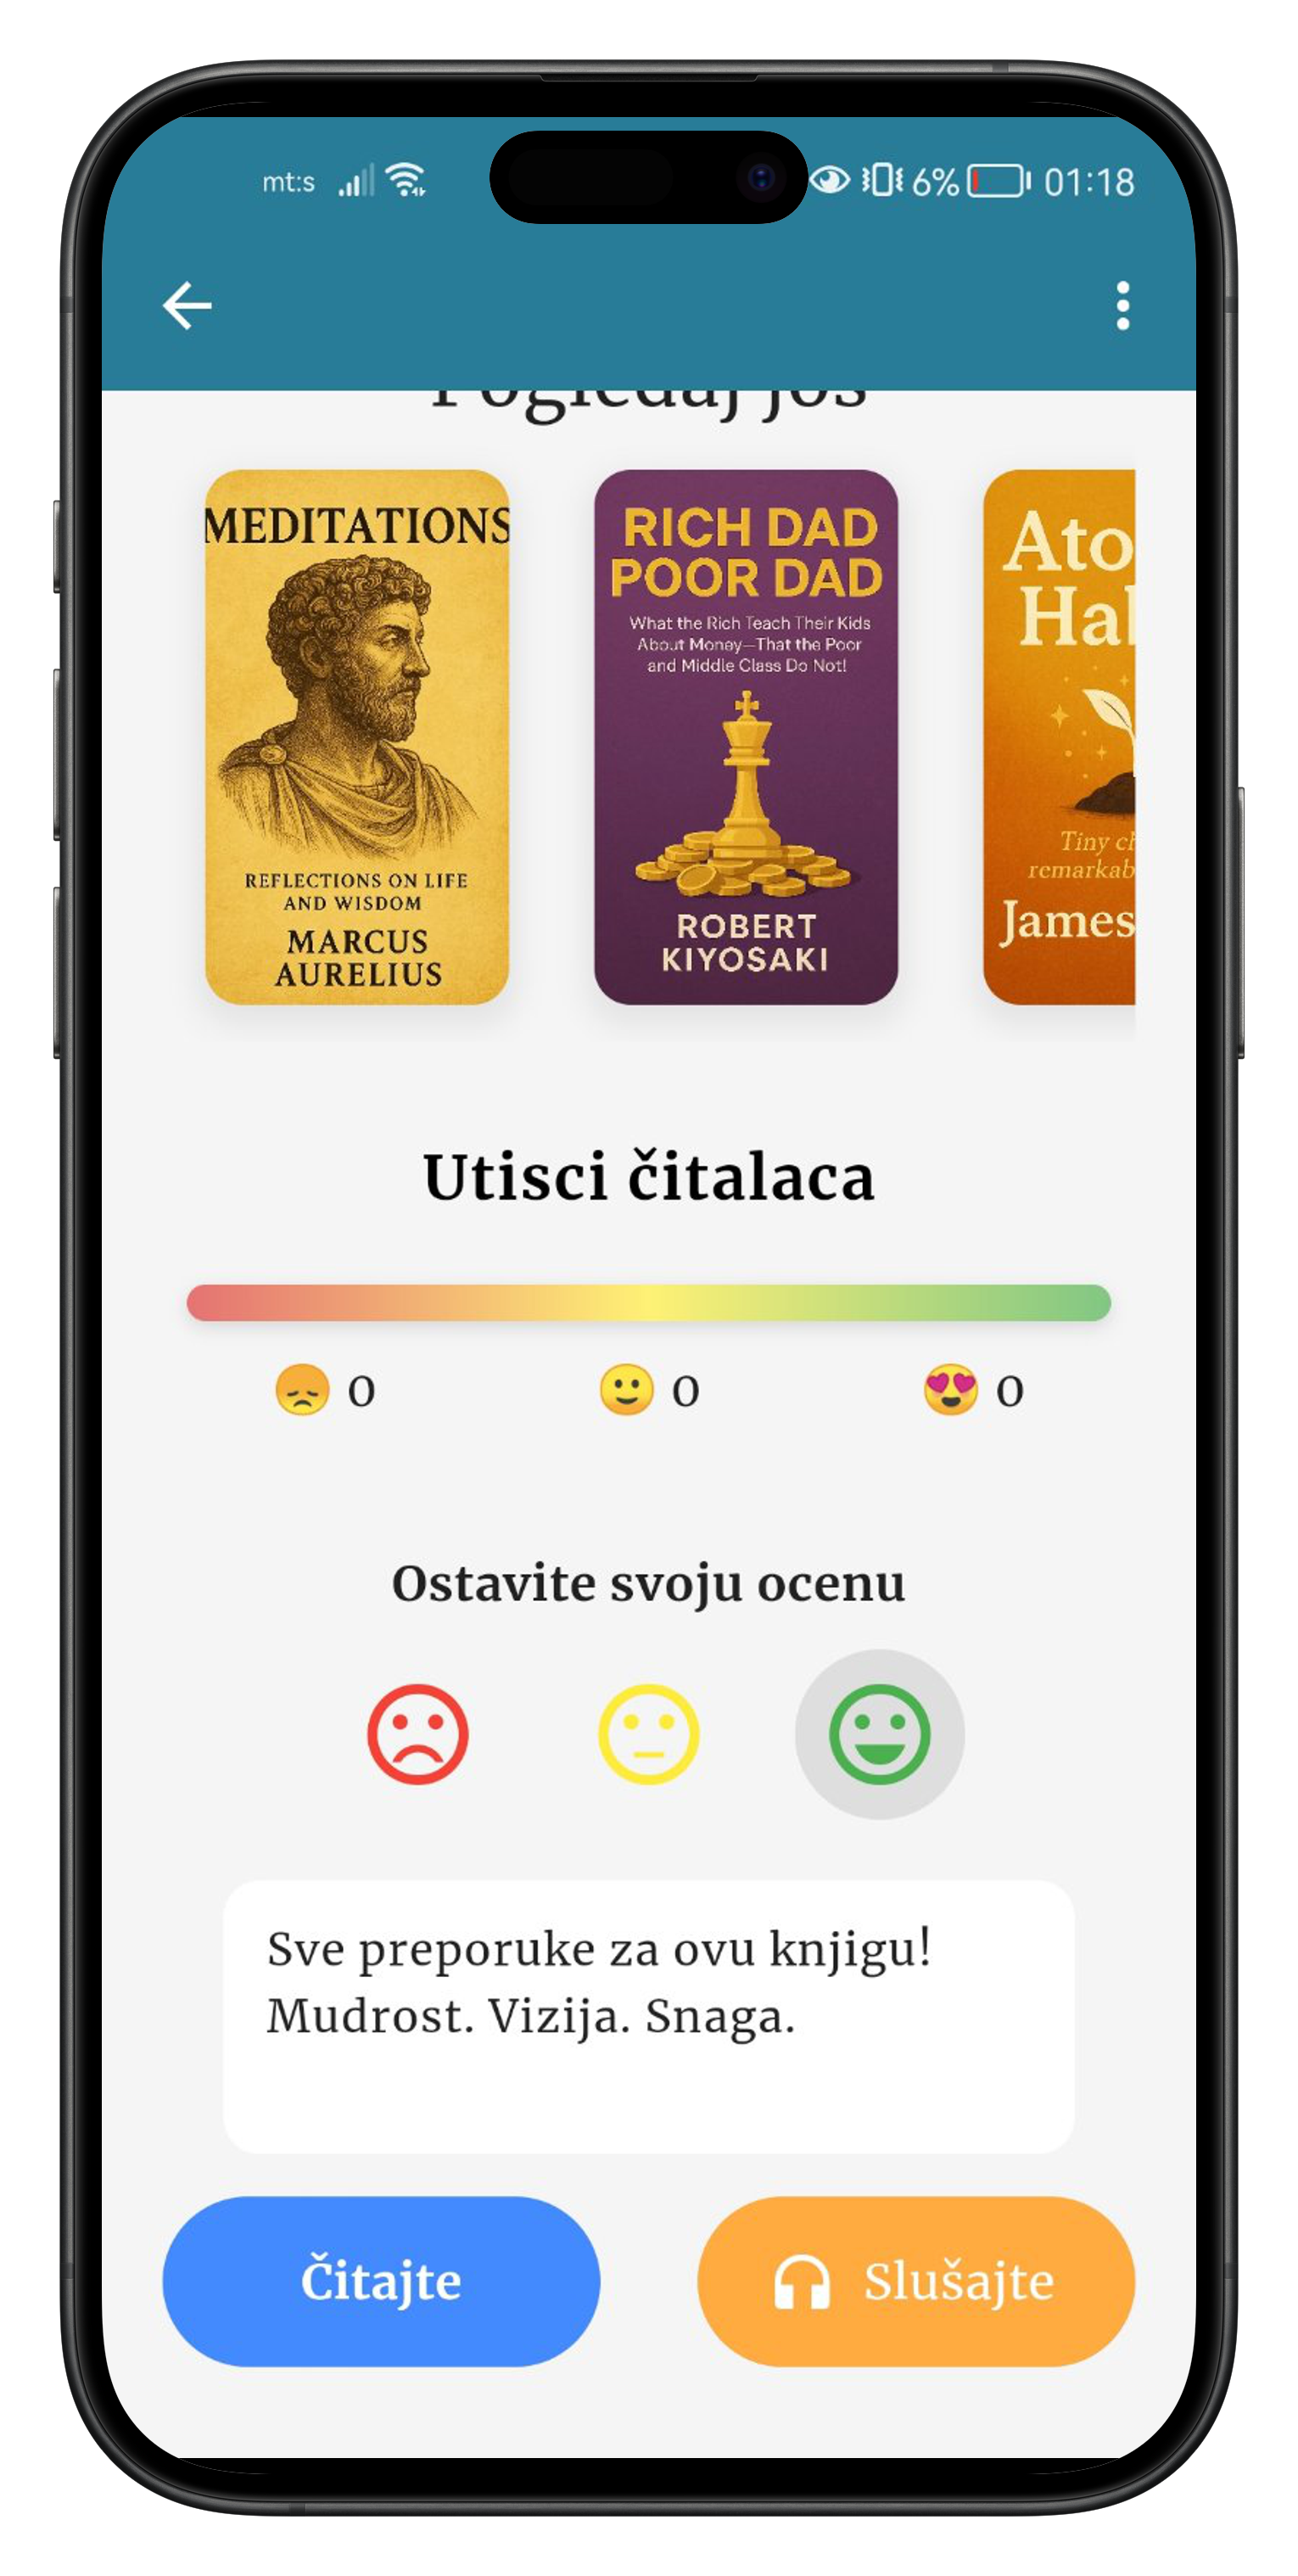 mt:s 6% 01:18
Pogledaj još
MEDITATIONS
REFLECTIONS ON LIFE
AND WISDOM
MARCUS
AURELIUS
RICH DAD
POOR DAD
What the Rich Teach Their Kids
About Money—That the Poor
and Middle Class Do Not!
ROBERT
KIYOSAKI
Ato
Hal
Tiny ch
remarkab
James
Utisci čitalaca
0 0 0
Ostavite svoju ocenu
Sve preporuke za ovu knjigu!
Mudrost. Vizija. Snaga.
Čitajte
Slušajte